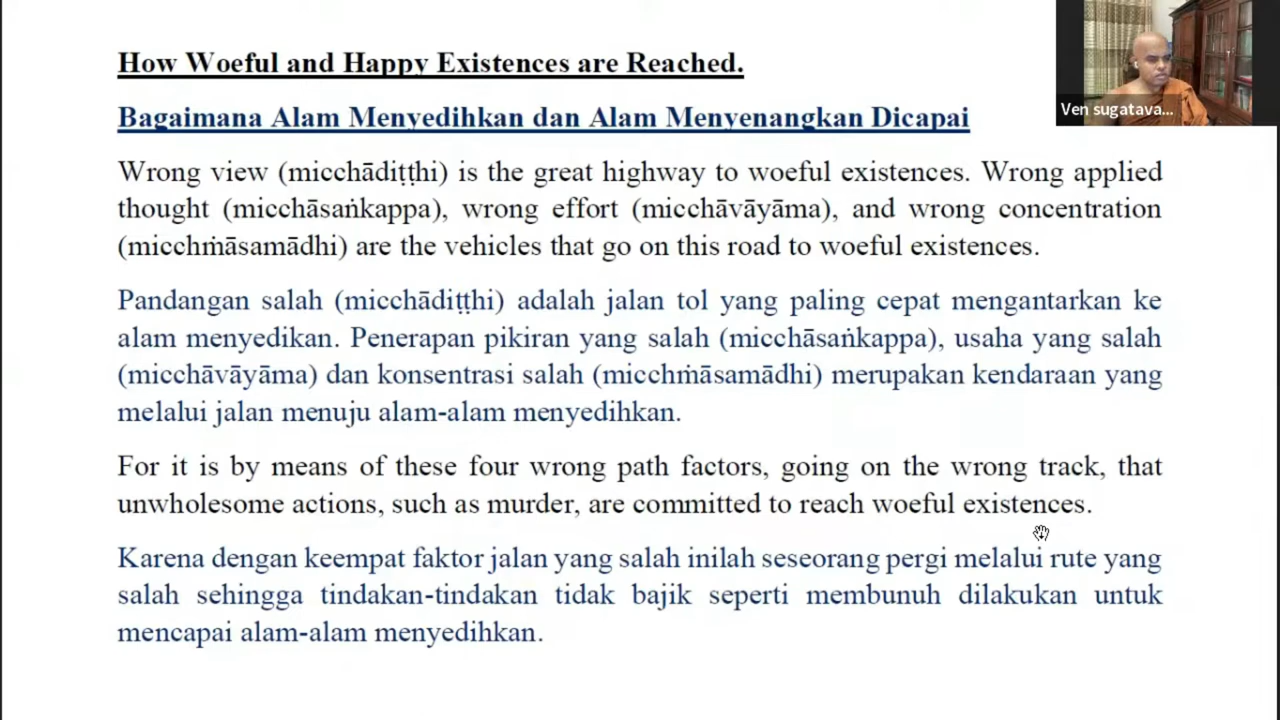 How Woeful and Happy Existences are Reached.
Ven sugatava...
Bagaimana Alam Menyedihkan dan Alam Menyenangkan Dicapai
Wrong view (micchādiṭṭhi) is the great highway to woeful existences. Wrong applied
thought (micchāsaṅkappa), wrong effort (micchāvāyāma), and wrong concentration
(micchṁāsamādhi) are the vehicles that go on this road to woeful existences.
Pandangan salah (micchādiṭṭhi) adalah jalan tol yang paling cepat mengantarkan ke
alam menyedikan. Penerapan pikiran yang salah (micchāsaṅkappa), usaha yang salah
(micchāvāyāma) dan konsentrasi salah (micchṁāsamādhi) merupakan kendaraan yang
melalui jalan menuju alam-alam menyedihkan.
For it is by means of these four wrong path factors, going on the wrong track, that
unwholesome actions, such as murder, are committed to reach woeful existences.
Karena dengan keempat faktor jalan yang salah inilah seseorang pergi melalui rute yang
salah sehingga tindakan-tindakan tidak bajik seperti membunuh dilakukan untuk
mencapai alam-alam menyedihkan.